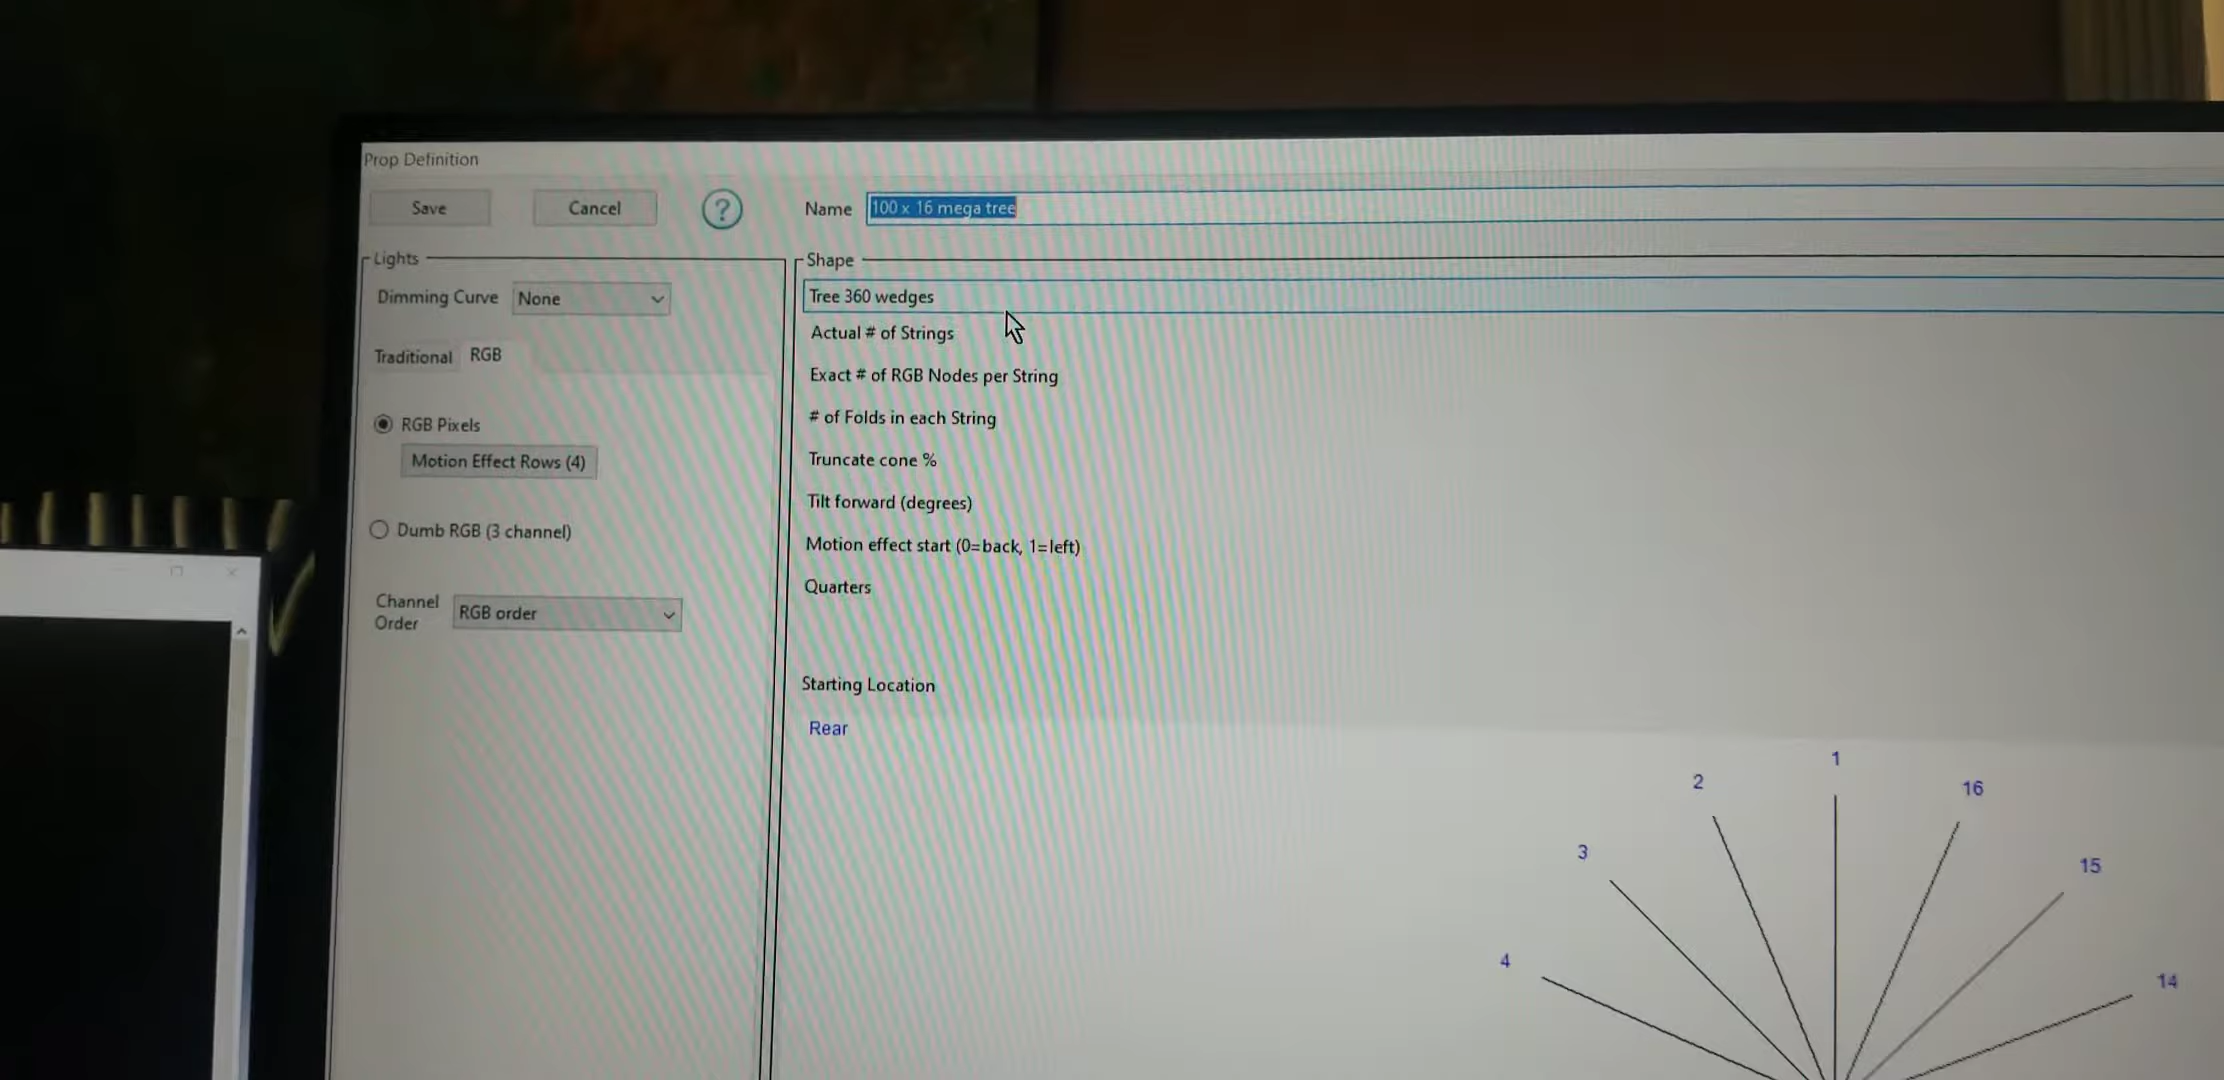 Prop Definition
Save Cancel ? Name 100 x 16 mega tree
Lights
Dimming Curve None
Traditional RGB
RGB Pixels
Motion Effect Rows (4)
Dumb RGB (3 channel)
Channel Order RGB order
Shape
Tree 360 wedges
Actual # of Strings
Exact # of RGB Nodes per String
# of Folds in each String
Truncate cone %
Tilt forward (degrees)
Motion effect start (0=back, 1=left)
Quarters
Starting Location
Rear
1
2 16
3 15
4 14